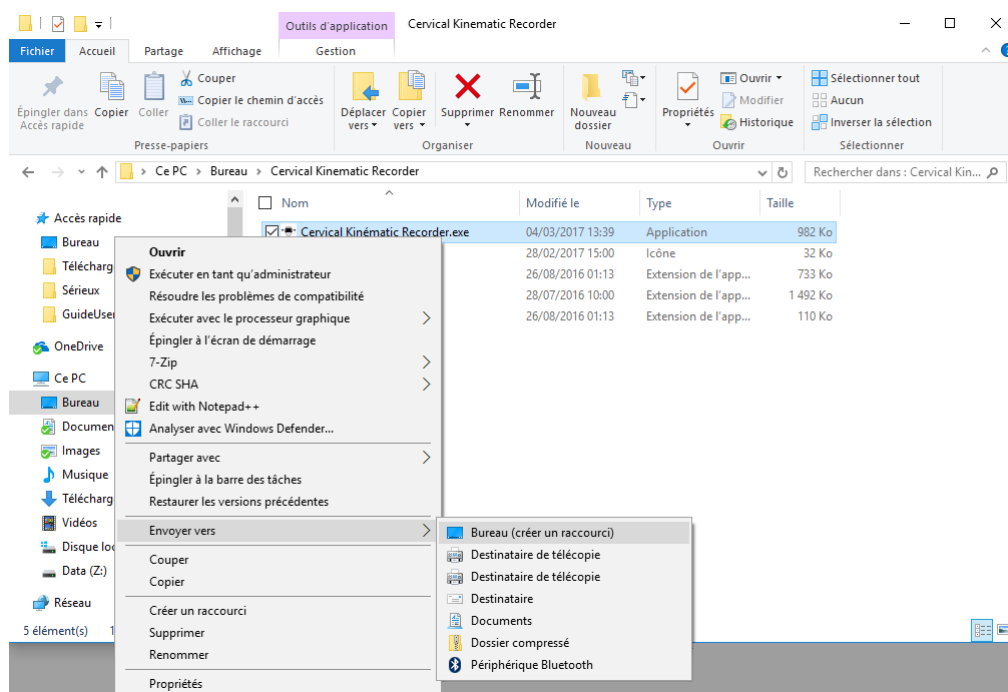 Outils d'application
Cervical Kinematic Recorder
Fichier
Accueil
Partage
Affichage
Gestion
Épingler dans
Accès rapide
Copier
Coller
Couper
Copier le chemin d'accès
Coller le raccourci
Presse-papiers
Déplacer
vers
Copier
vers
Supprimer
Renommer
Organiser
Nouveau
dossier
Nouveau
Propriétés
Ouvrir
Modifier
Historique
Ouvrir
Sélectionner tout
Aucun
Inverser la sélection
Sélectionner
Ce PC > Bureau > Cervical Kinematic Recorder
Rechercher dans : Cervical Kin...
Nom
Modifié le
Type
Taille
Cervical Kinématic Recorder.exe
04/03/2017 13:39
Application
982 Ko
28/02/2017 15:00
Icône
32 Ko
26/08/2016 01:13
Extension de l'app...
733 Ko
28/07/2016 10:00
Extension de l'app...
1 492 Ko
26/08/2016 01:13
Extension de l'app...
110 Ko
Accès rapide
Bureau
Télécharg
Sérieux
GuideUser
OneDrive
Ce PC
Bureau
Documen
Images
Musique
Télécharg
Vidéos
Disque loc
Data (Z:)
Réseau
5 élément(s)
1
Ouvrir
Exécuter en tant qu'administrateur
Résoudre les problèmes de compatibilité
Exécuter avec le processeur graphique
Épingler à l'écran de démarrage
7-Zip
CRC SHA
Edit with Notepad++
Analyser avec Windows Defender...
Partager avec
Épingler à la barre des tâches
Restaurer les versions précédentes
Envoyer vers
Couper
Copier
Créer un raccourci
Supprimer
Renommer
Propriétés
Bureau (créer un raccourci)
Destinataire de télécopie
Destinataire de télécopie
Destinataire
Documents
Dossier compressé
Périphérique Bluetooth